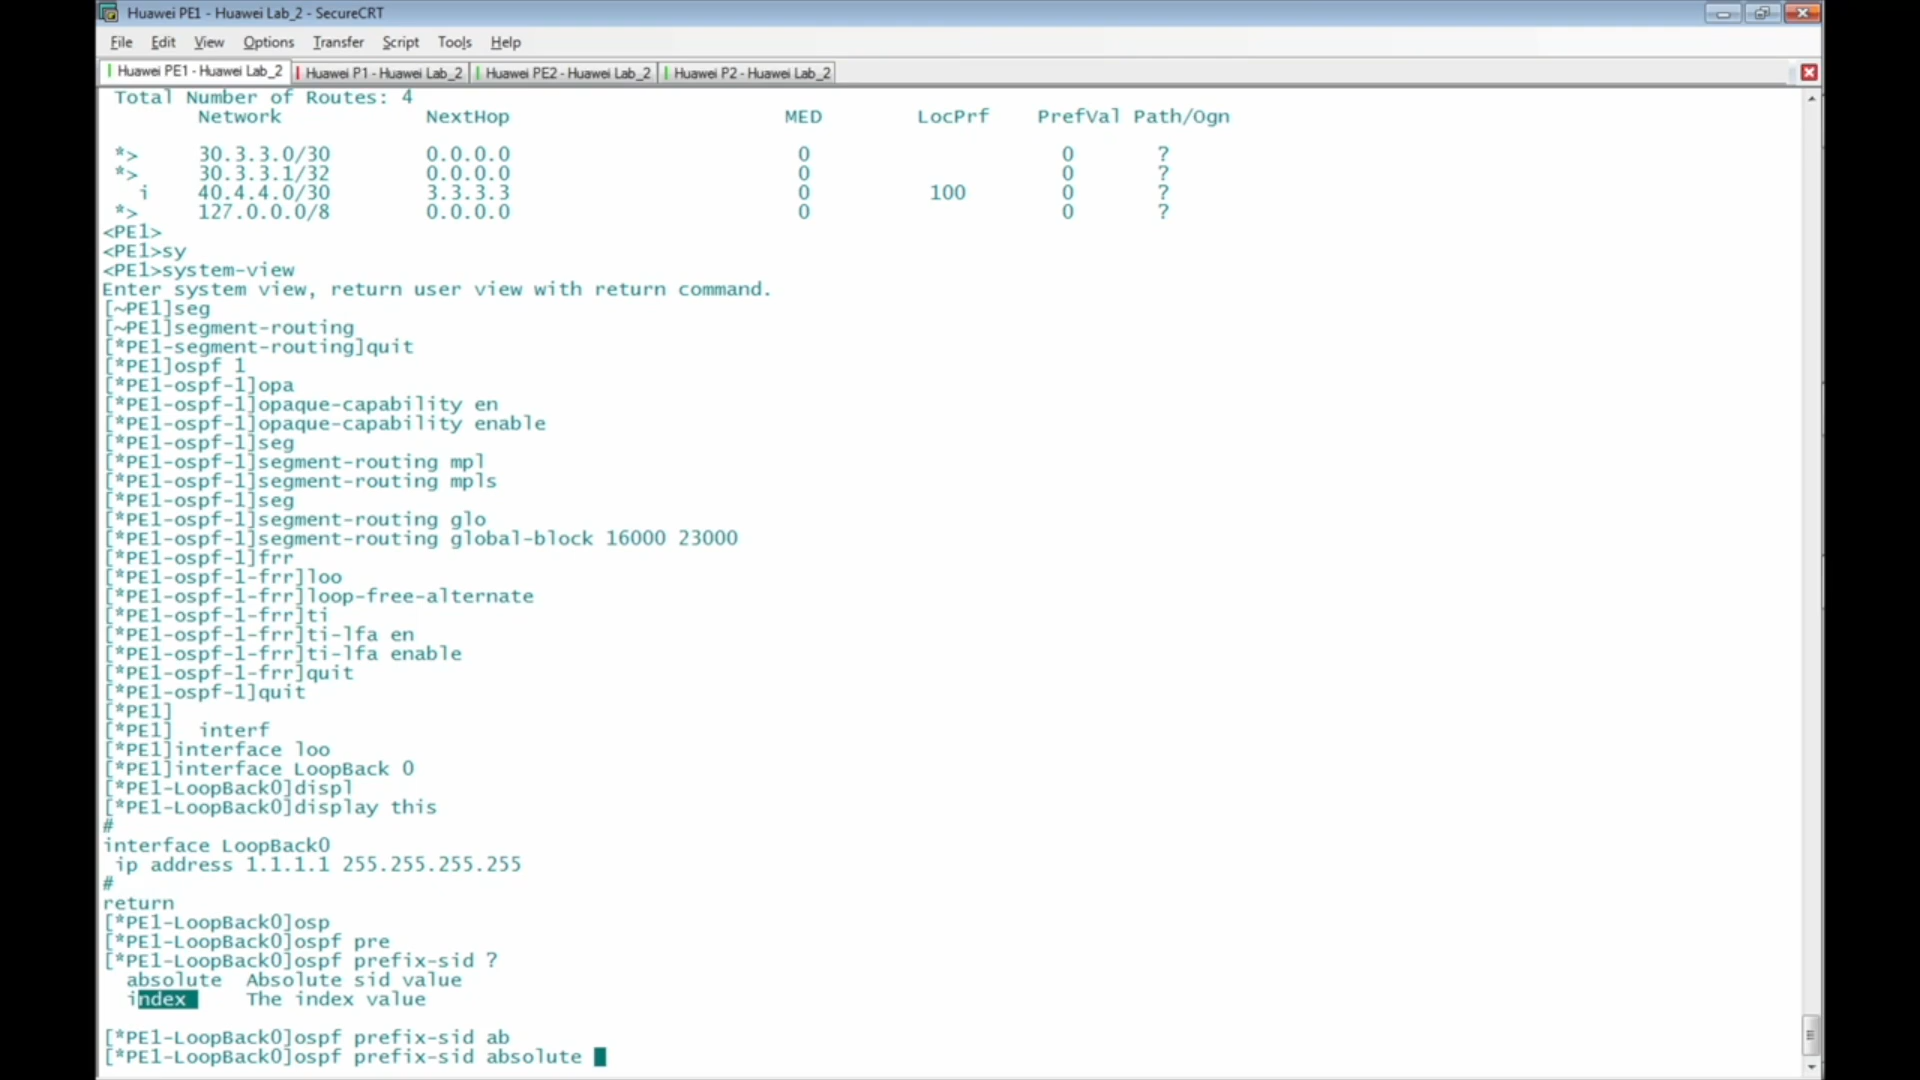 Huawei PE1 - Huawei Lab_2 - SecureCRT
File Edit View Options Transfer Script Tools Help
Huawei PE1 - Huawei Lab_2 Huawei P1 - Huawei Lab_2 Huawei PE2 - Huawei Lab_2 Huawei P2 - Huawei Lab_2
Total Number of Routes: 4
Network NextHop MED LocPrf PrefVal Path/Ogn
*> 30.3.3.0/30 0.0.0.0 0 0 ?
*> 30.3.3.1/32 0.0.0.0 0 0 ?
i 40.4.4.0/30 3.3.3.3 0 100 0 ?
*> 127.0.0.0/8 0.0.0.0 0 0 ?
<PE1>
<PE1>sy
<PE1>system-view
Enter system view, return user view with return command.
[~PE1]seg
[~PE1]segment-routing
[*PE1-segment-routing]quit
[*PE1]ospf 1
[*PE1-ospf-1]opa
[*PE1-ospf-1]opaque-capability en
[*PE1-ospf-1]opaque-capability enable
[*PE1-ospf-1]seg
[*PE1-ospf-1]segment-routing mpl
[*PE1-ospf-1]segment-routing mpls
[*PE1-ospf-1]seg
[*PE1-ospf-1]segment-routing glo
[*PE1-ospf-1]segment-routing global-block 16000 23000
[*PE1-ospf-1]frr
[*PE1-ospf-1-frr]loo
[*PE1-ospf-1-frr]loop-free-alternate
[*PE1-ospf-1-frr]ti
[*PE1-ospf-1-frr]ti-lfa en
[*PE1-ospf-1-frr]ti-lfa enable
[*PE1-ospf-1-frr]quit
[*PE1-ospf-1]quit
[*PE1]
[*PE1] interf
[*PE1]interface loo
[*PE1]interface LoopBack 0
[*PE1-LoopBack0]displ
[*PE1-LoopBack0]display this
#
interface LoopBack0
ip address 1.1.1.1 255.255.255.255
#
return
[*PE1-LoopBack0]osp
[*PE1-LoopBack0]ospf pre
[*PE1-LoopBack0]ospf prefix-sid ?
absolute Absolute sid value
index The index value
[*PE1-LoopBack0]ospf prefix-sid ab
[*PE1-LoopBack0]ospf prefix-sid absolute